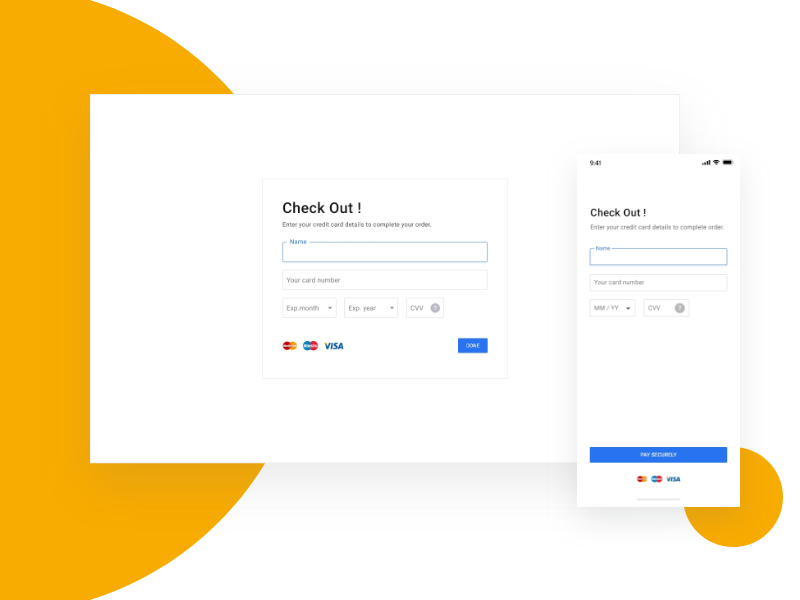 Check Out !
Enter your credit card details to complete your order.
Name
Your card number
Exp.month
Exp. year
CVV
?
VISA
DONE
9:41
Check Out !
Enter your credit card details to complete order.
Name
Your card number
MM / YY
CVV
?
PAY SECURELY
VISA